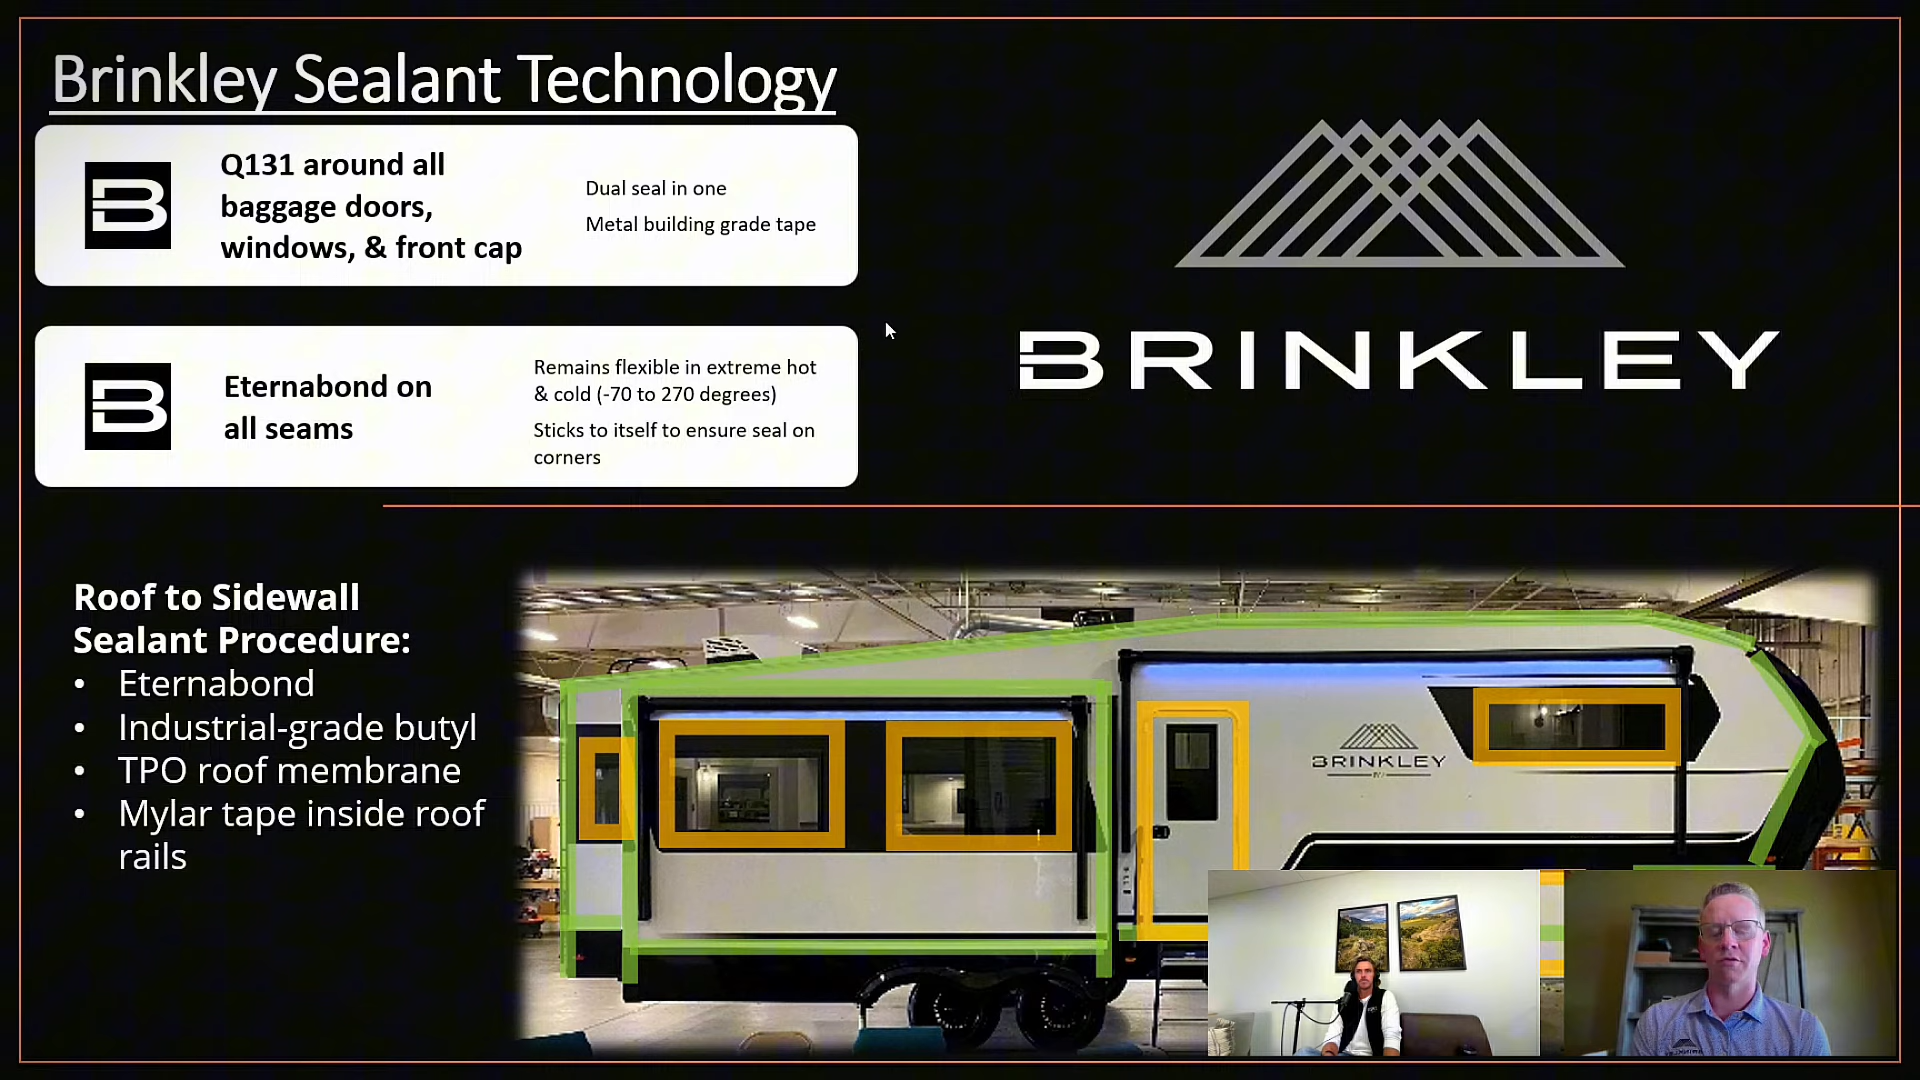 Brinkley Sealant Technology
B
Q131 around all
baggage doors,
windows, & front cap
Dual seal in one
Metal building grade tape
B
Eternabond on
all seams
Remains flexible in extreme hot
& cold (-70 to 270 degrees)
Sticks to itself to ensure seal on
corners
BRINKLEY
Roof to Sidewall
Sealant Procedure:
• Eternabond
• Industrial-grade butyl
• TPO roof membrane
• Mylar tape inside roof
rails
BRINKLEY